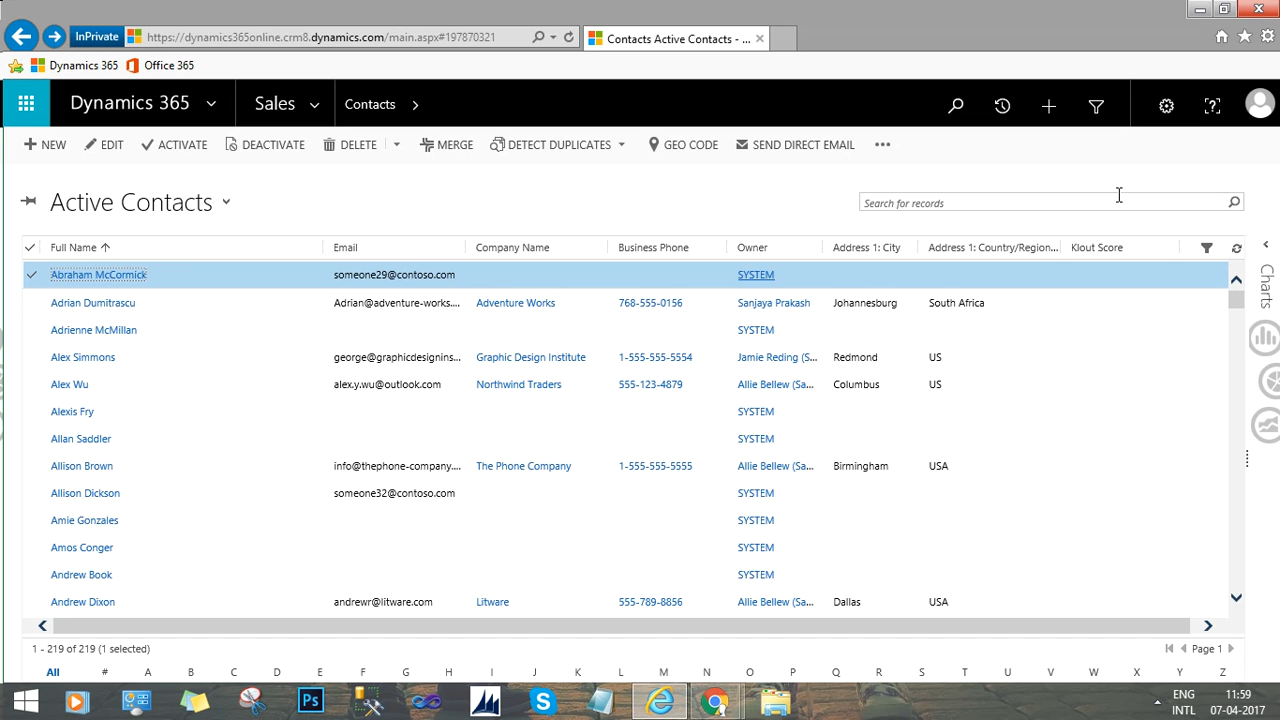 InPrivate https://dynamics365online.crm8.dynamics.com/main.aspx#197870321 Contacts Active Contacts - ...
Dynamics 365 Office 365
Dynamics 365 Sales Contacts
NEW EDIT ACTIVATE DEACTIVATE DELETE MERGE DETECT DUPLICATES GEO CODE SEND DIRECT EMAIL
Active Contacts Search for records
Full Name Email Company Name Business Phone Owner Address 1: City Address 1: Country/Region... Klout Score
Abraham McCormick someone29@contoso.com SYSTEM
Adrian Dumitrascu Adrian@adventure-works... Adventure Works 768-555-0156 Sanjaya Prakash Johannesburg South Africa
Adrienne McMillan SYSTEM
Alex Simmons george@graphicdesignins... Graphic Design Institute 1-555-555-5554 Jamie Reding (S... Redmond US
Alex Wu alex.y.wu@outlook.com Northwind Traders 555-123-4879 Allie Bellew (Sa... Columbus US
Alexis Fry SYSTEM
Allan Saddler SYSTEM
Allison Brown info@thephone-company.... The Phone Company 1-555-555-5555 Allie Bellew (Sa... Birmingham USA
Allison Dickson someone32@contoso.com SYSTEM
Amie Gonzales SYSTEM
Amos Conger SYSTEM
Andrew Book SYSTEM
Andrew Dixon andrewr@litware.com Litware 555-789-8856 Allie Bellew (Sa... Dallas USA
Charts
1 - 219 of 219 (1 selected) Page 1
All # A B C D E F G H I J K L M N O P Q R S T U V W X Y Z
Ps
ENG 11:59
INTL 07-04-2017